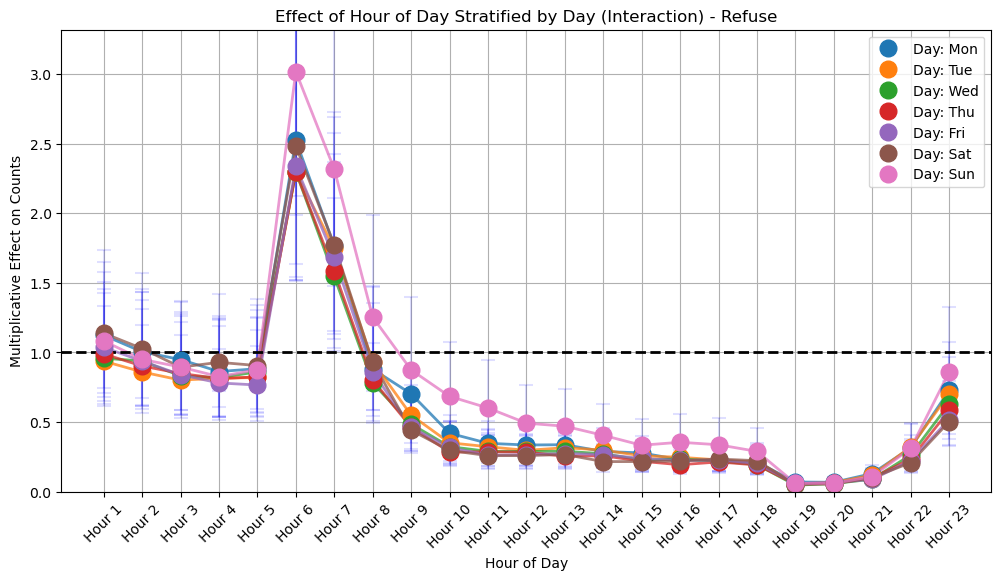 Effect of Hour of Day Stratified by Day (Interaction) - Refuse
Multiplicative Effect on Counts
3.0
2.5
2.0
1.5
1.0
0.5
0.0
Day: Mon
Day: Tue
Day: Wed
Day: Thu
Day: Fri
Day: Sat
Day: Sun
Hour 1
Hour 2
Hour 3
Hour 4
Hour 5
Hour 6
Hour 7
Hour 8
Hour 9
Hour 10
Hour 11
Hour 12
Hour 13
Hour 14
Hour 15
Hour 16
Hour 17
Hour 18
Hour 19
Hour 20
Hour 21
Hour 22
Hour 23
Hour of Day